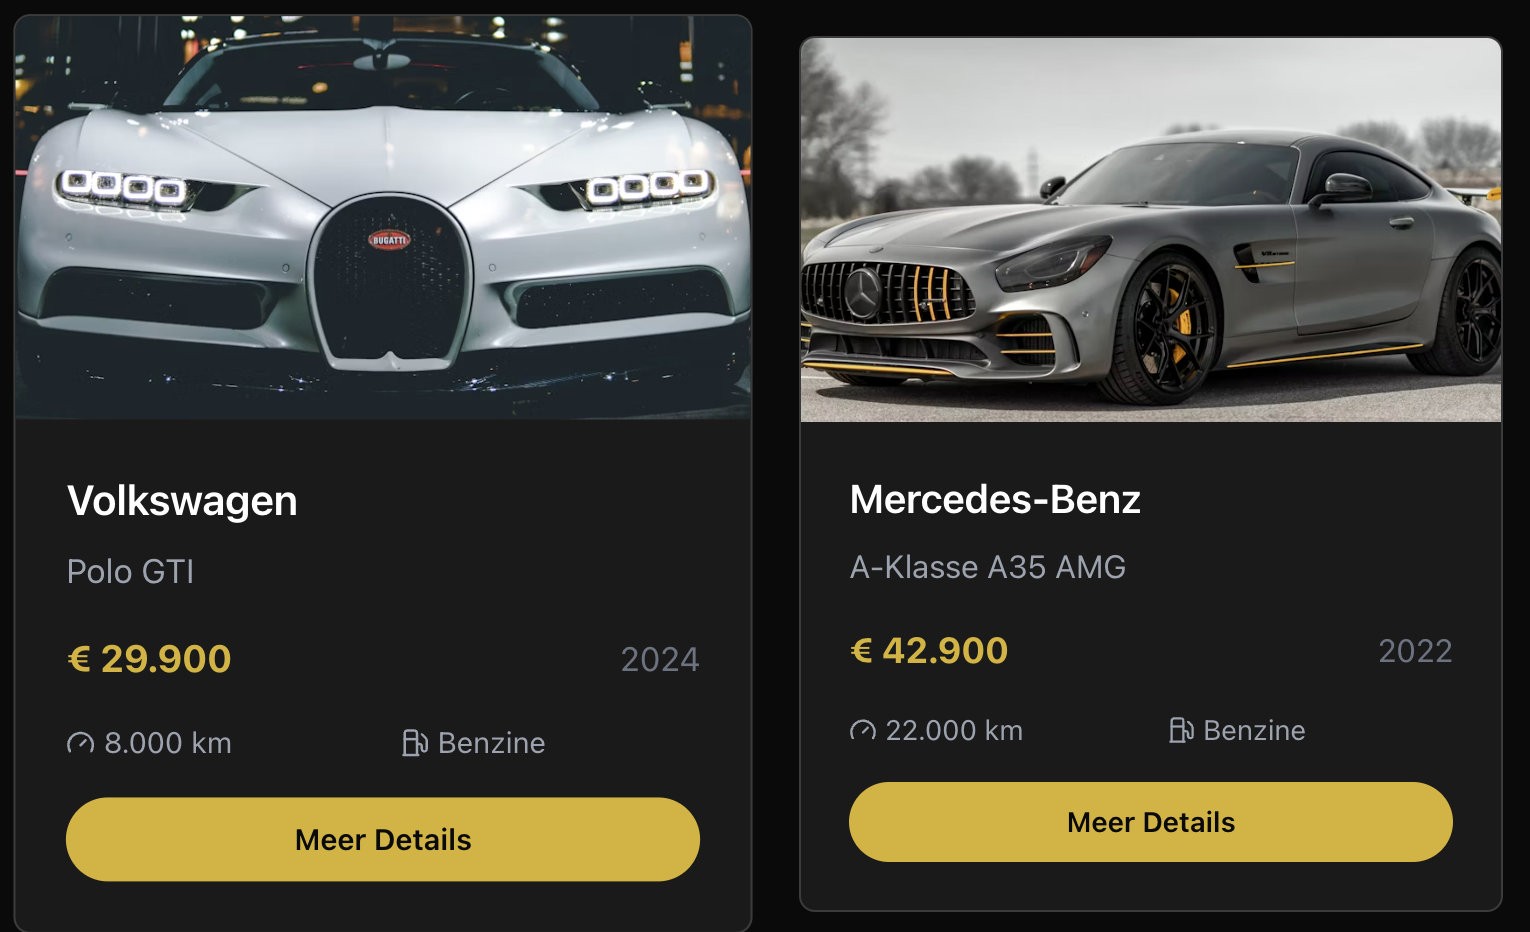 BUGATTI
Volkswagen
Polo GTI
€ 29.900 2024
8.000 km Benzine
Meer Details
Mercedes-Benz
A-Klasse A35 AMG
€ 42.900 2022
22.000 km Benzine
Meer Details